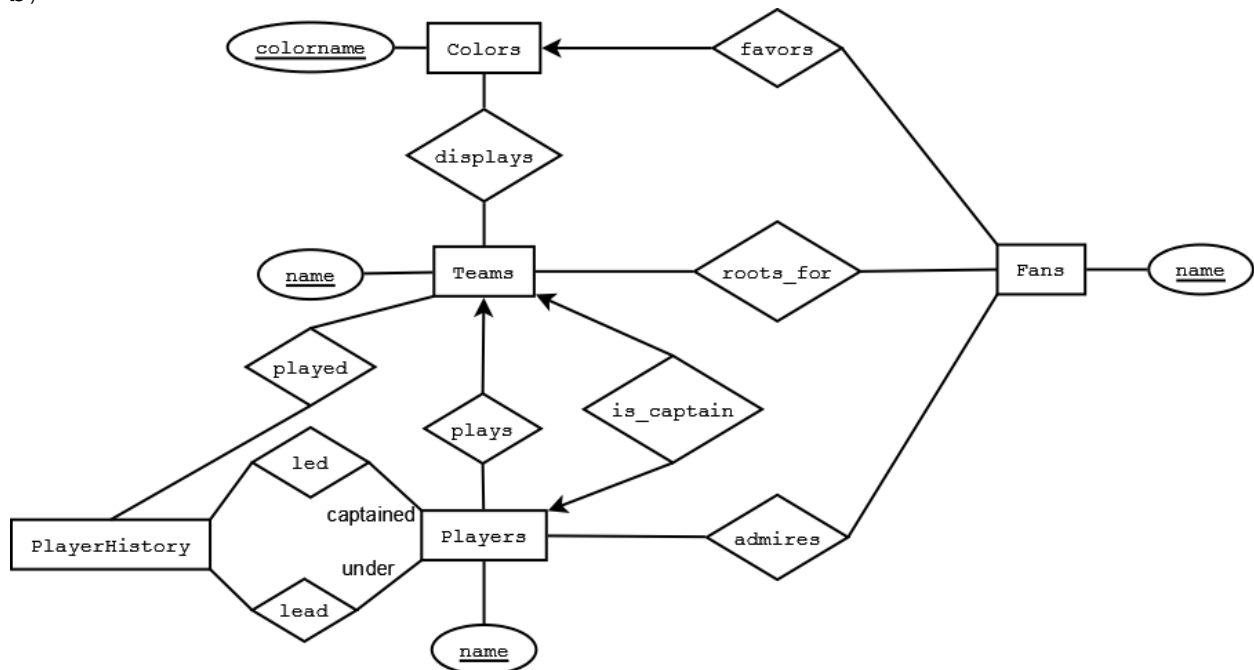 colorname
Colors
favors
displays
name
Teams
roots_for
Fans
name
played
is_captain
plays
led
captained
PlayerHistory
Players
admires
under
lead
name